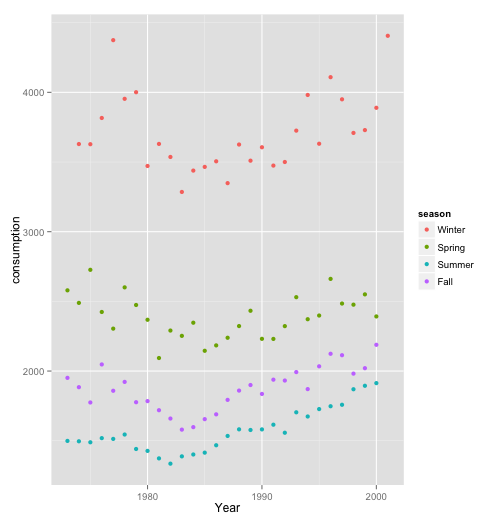 4000
3000
2000
consumption
1980
1990
2000
Year
season
Winter
Spring
Summer
Fall